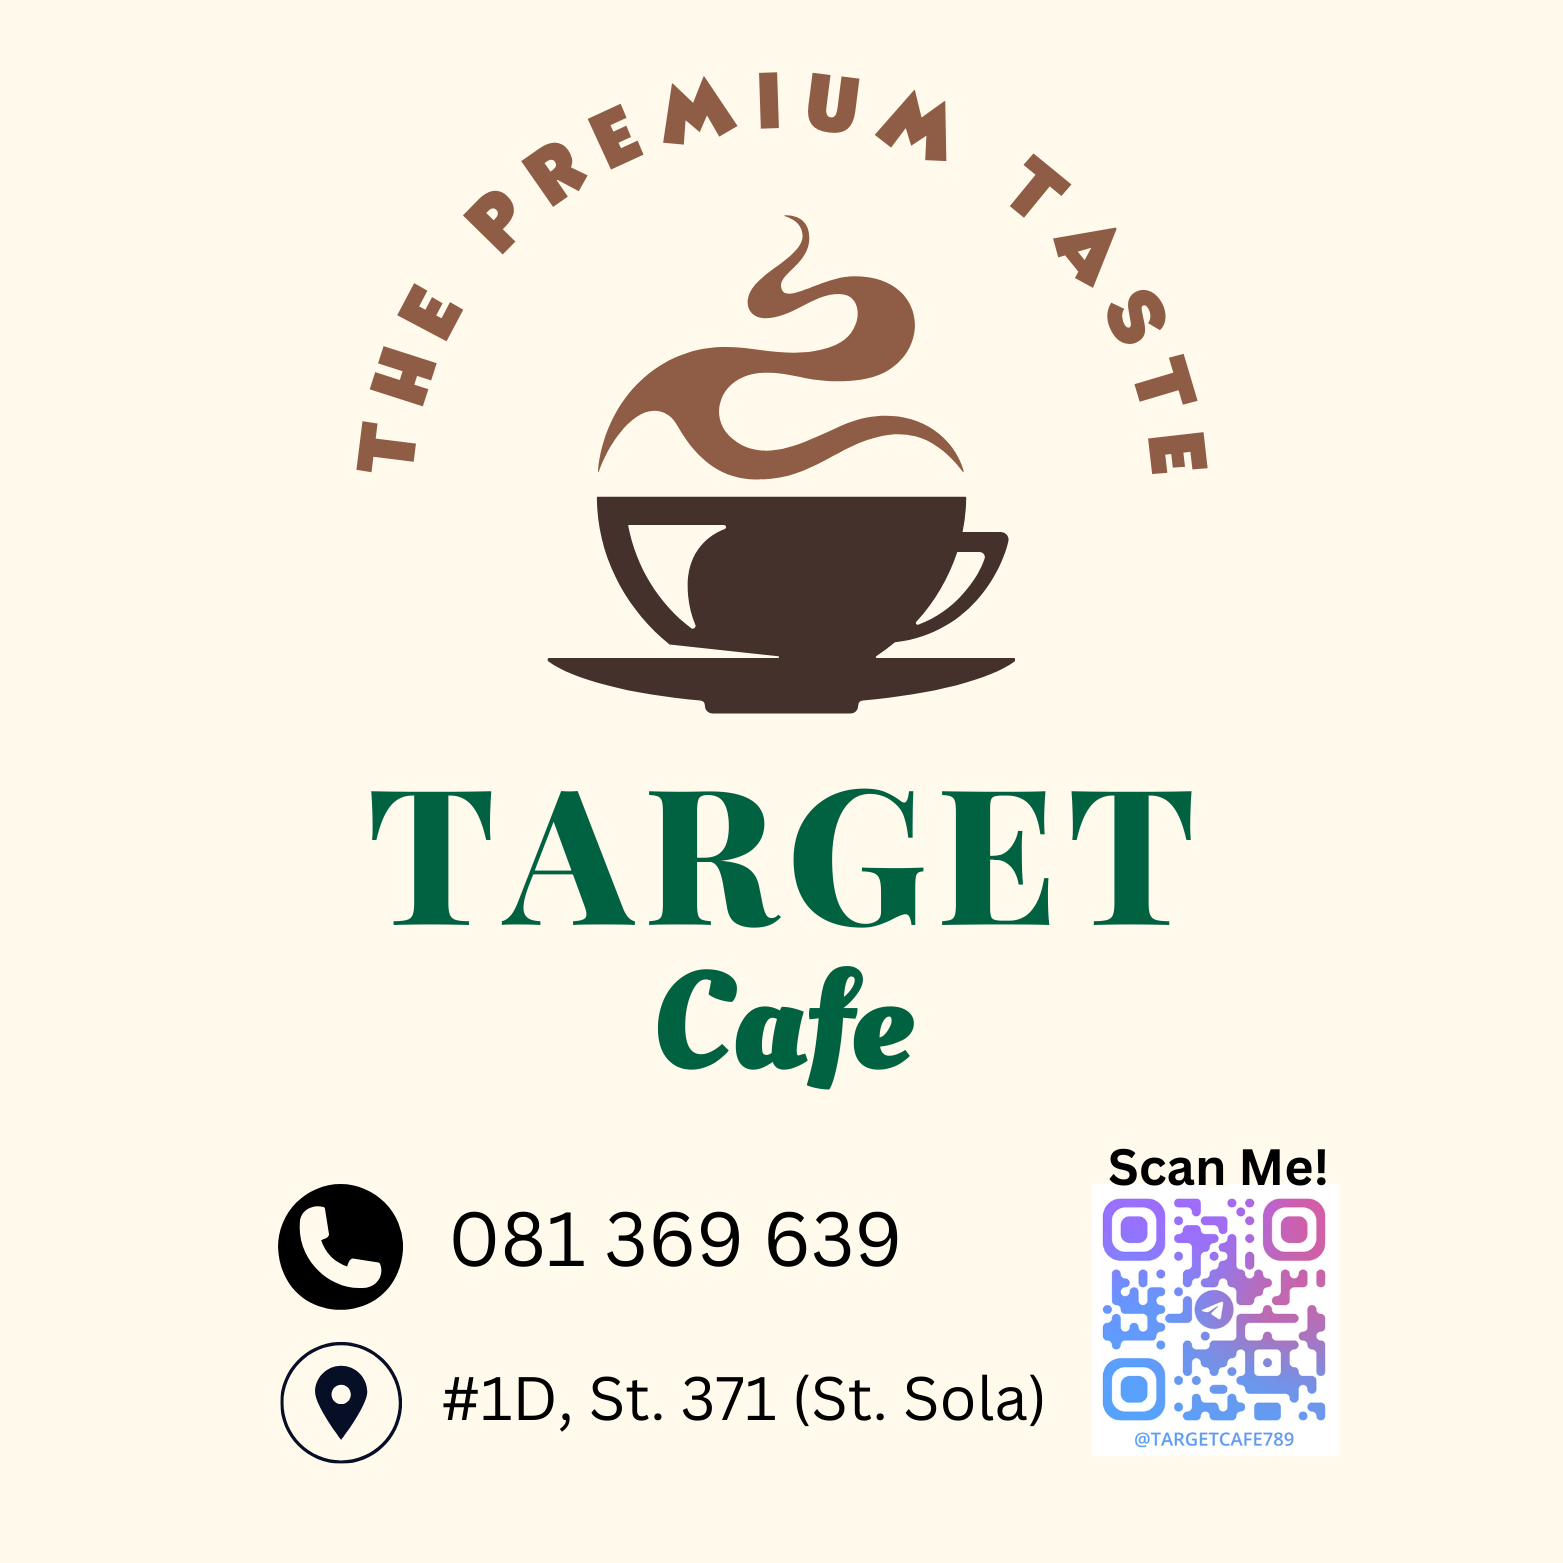 THE PREMIUM TASTE
TARGET
Cafe
Scan Me!
081 369 639
#1D, St. 371 (St. Sola)
@TARGETCAFE789